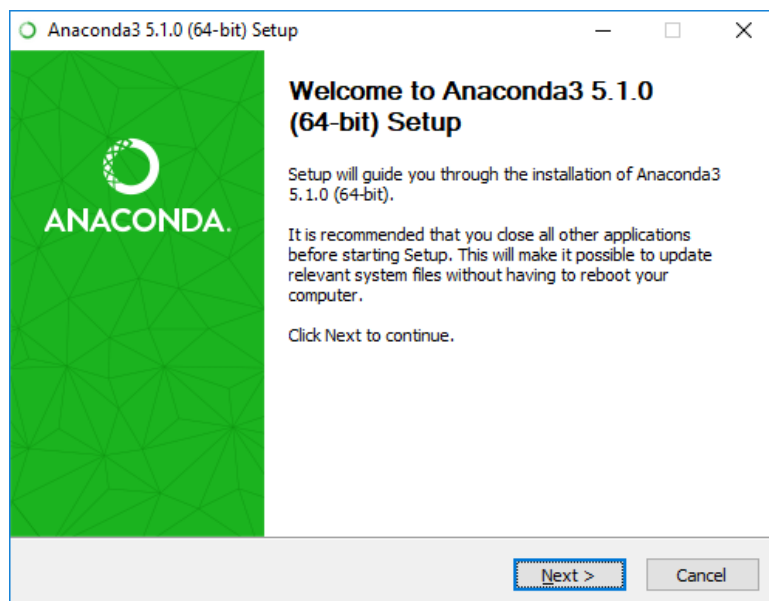 Anaconda3 5.1.0 (64-bit) Setup
ANACONDA.
Welcome to Anaconda3 5.1.0
(64-bit) Setup
Setup will guide you through the installation of Anaconda3
5.1.0 (64-bit).
It is recommended that you close all other applications
before starting Setup. This will make it possible to update
relevant system files without having to reboot your
computer.
Click Next to continue.
Next >
Cancel